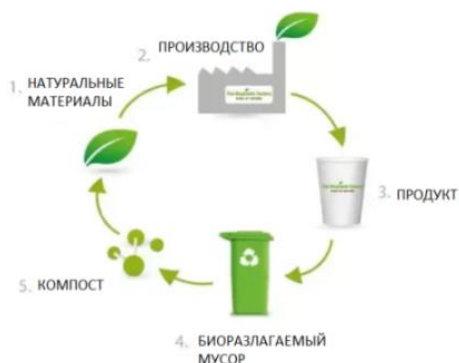 1. НАТУРАЛЬНЫЕ
МАТЕРИАЛЫ
2. ПРОИЗВОДСТВО
3. ПРОДУКТ
4. БИОРАЗЛАГАЕМЫЙ
МУСОР
5. КОМПОСТ